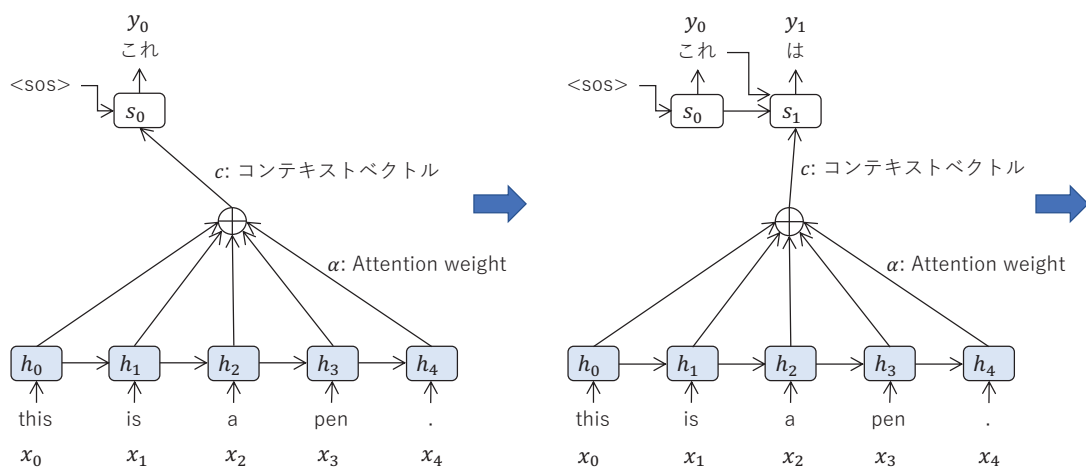 y0
これ
<sos>
s0
c: コンテキストベクトル
α: Attention weight
h0 h1 h2 h3 h4
this is a pen .
x0 x1 x2 x3 x4
y0 y1
これ は
<sos>
s0 s1
c: コンテキストベクトル
α: Attention weight
h0 h1 h2 h3 h4
this is a pen .
x0 x1 x2 x3 x4